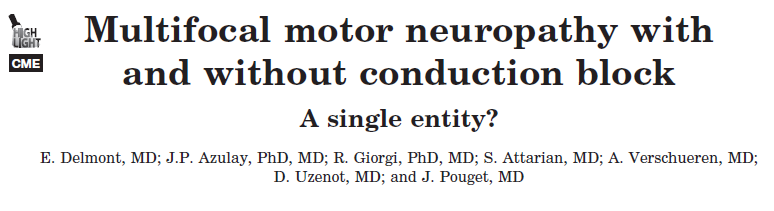 HIGH
LIGHT
CME
Multifocal motor neuropathy with
and without conduction block
A single entity?
E. Delmont, MD; J.P. Azulay, PhD, MD; R. Giorgi, PhD, MD; S. Attarian, MD; A. Verschueren, MD;
D. Uzenot, MD; and J. Pouget, MD